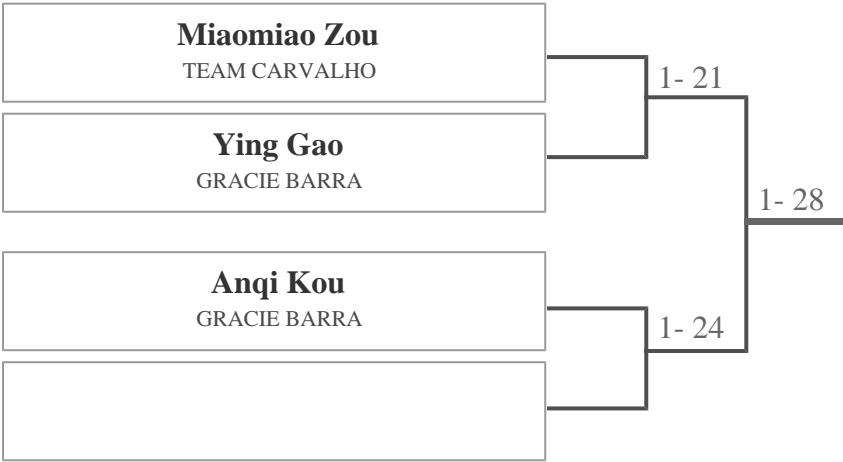 Miaomiao Zou
TEAM CARVALHO
1- 21
Ying Gao
GRACIE BARRA
1- 28
Anqi Kou
GRACIE BARRA
1- 24